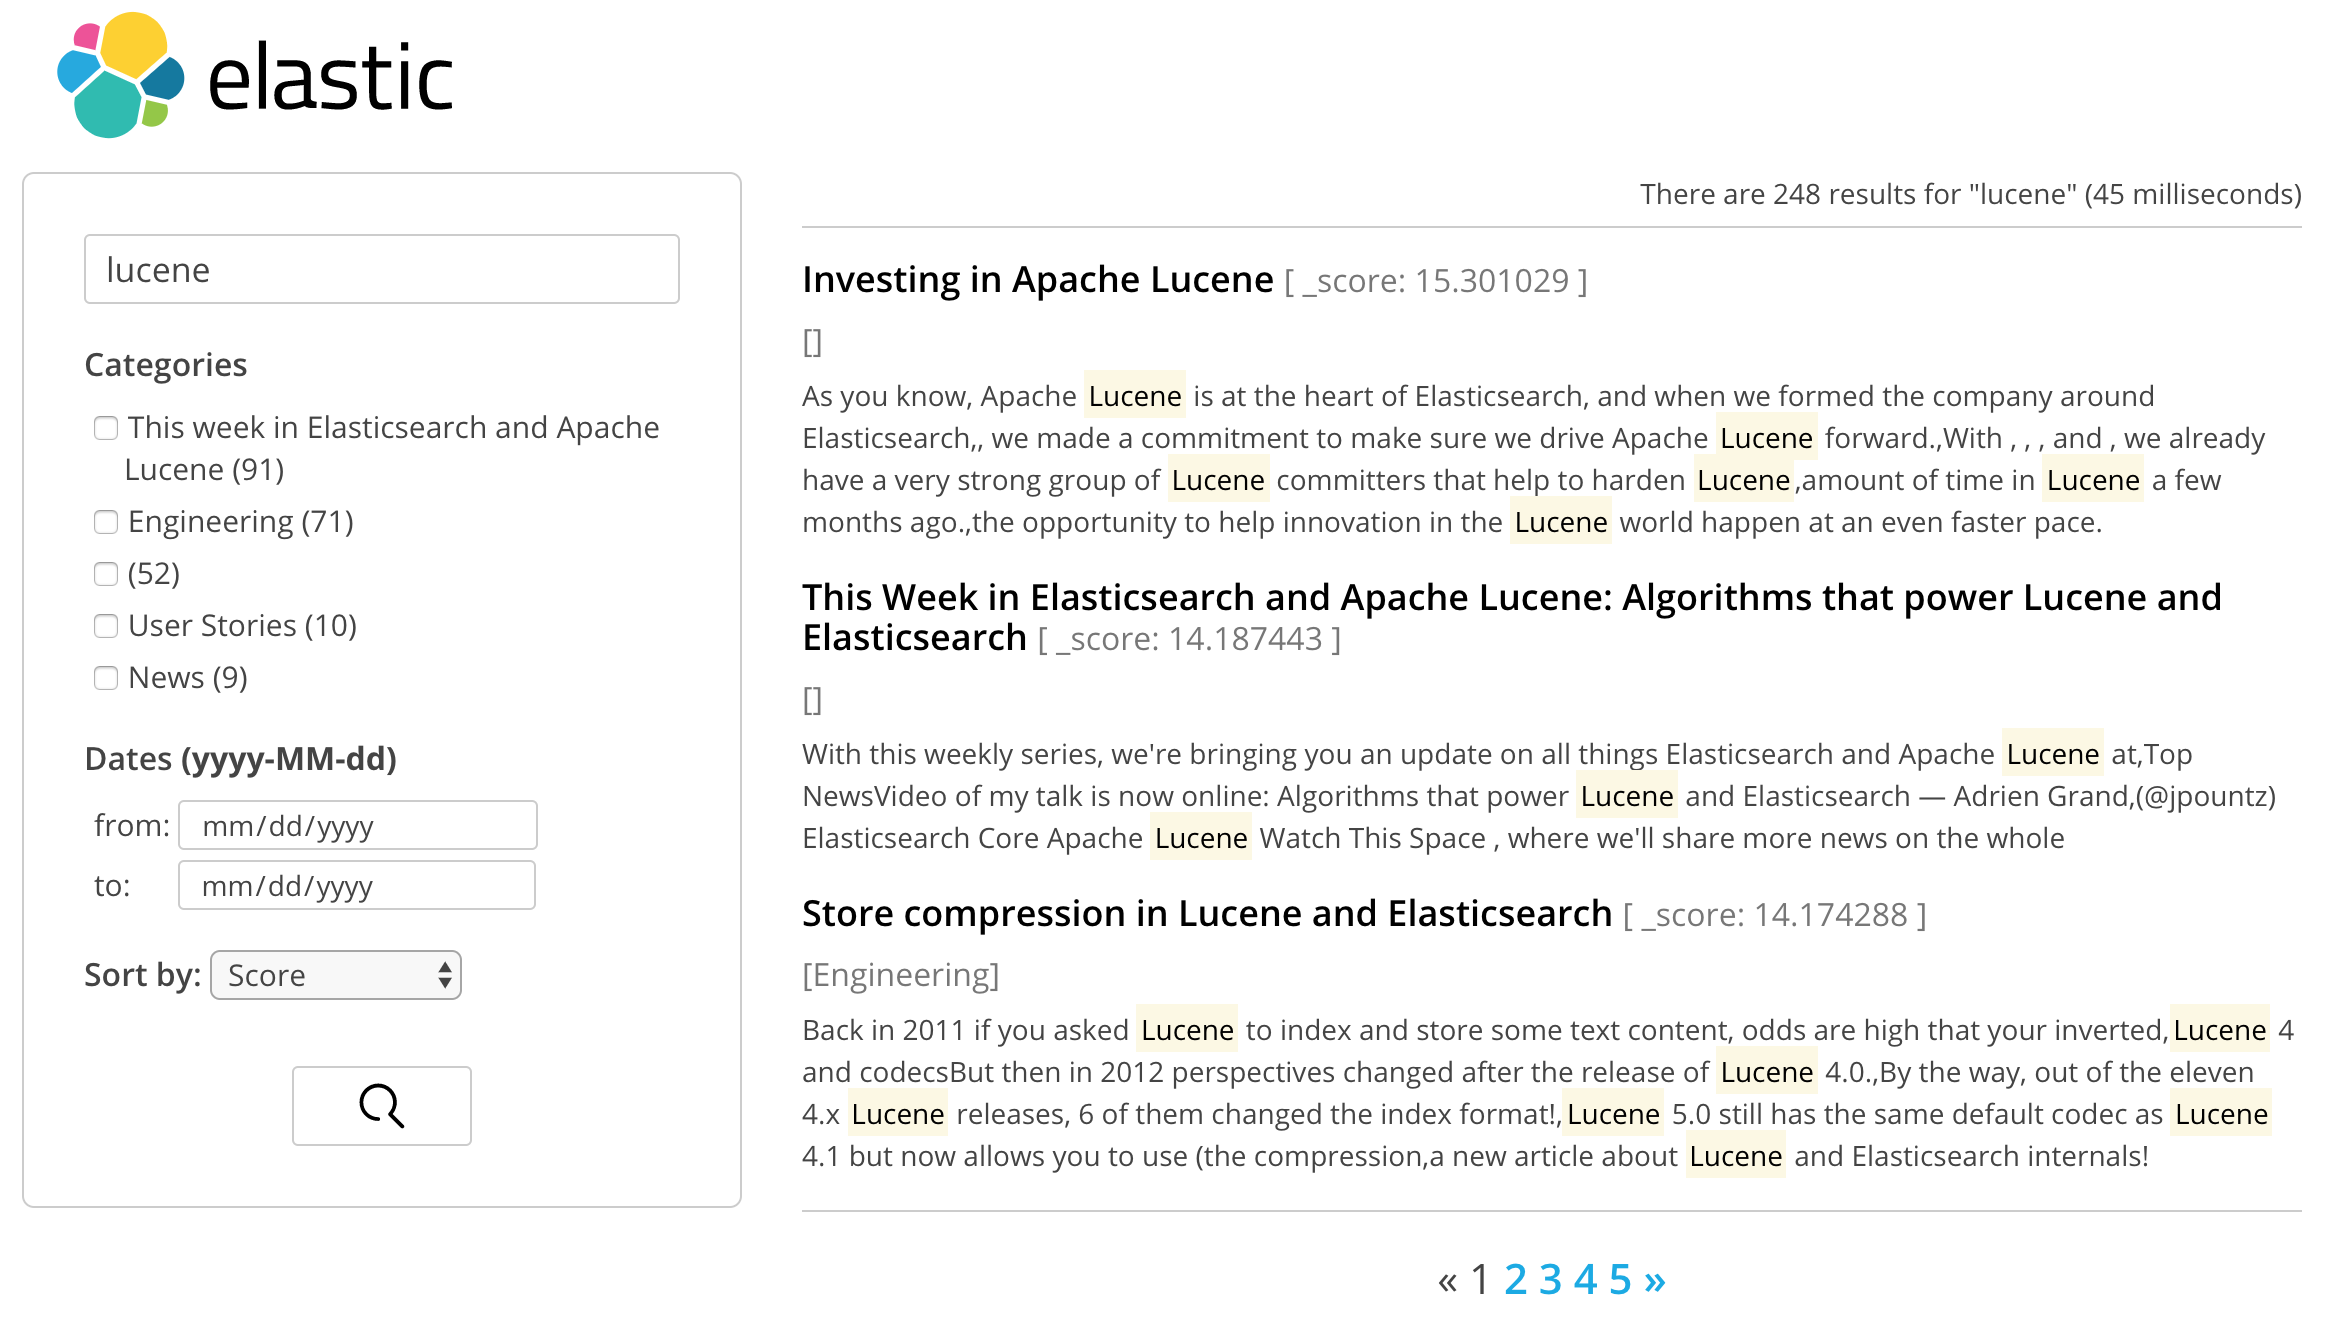 elastic
lucene
Categories
This week in Elasticsearch and Apache
Lucene (91)
Engineering (71)
(52)
User Stories (10)
News (9)
Dates (yyyy-MM-dd)
from: mm/dd/yyyy
to: mm/dd/yyyy
Sort by: Score
There are 248 results for "lucene" (45 milliseconds)
Investing in Apache Lucene [ _score: 15.301029 ]
[]
As you know, Apache Lucene is at the heart of Elasticsearch, and when we formed the company around
Elasticsearch,, we made a commitment to make sure we drive Apache Lucene forward.,With , , , and , we already
have a very strong group of Lucene committers that help to harden Lucene,amount of time in Lucene a few
months ago.,the opportunity to help innovation in the Lucene world happen at an even faster pace.
This Week in Elasticsearch and Apache Lucene: Algorithms that power Lucene and
Elasticsearch [ _score: 14.187443 ]
[]
With this weekly series, we're bringing you an update on all things Elasticsearch and Apache Lucene at,Top
NewsVideo of my talk is now online: Algorithms that power Lucene and Elasticsearch — Adrien Grand,(@jpountz)
Elasticsearch Core Apache Lucene Watch This Space , where we'll share more news on the whole
Store compression in Lucene and Elasticsearch [ _score: 14.174288 ]
[Engineering]
Back in 2011 if you asked Lucene to index and store some text content, odds are high that your inverted,Lucene 4
and codecsBut then in 2012 perspectives changed after the release of Lucene 4.0.,By the way, out of the eleven
4.x Lucene releases, 6 of them changed the index format!,Lucene 5.0 still has the same default codec as Lucene
4.1 but now allows you to use (the compression,a new article about Lucene and Elasticsearch internals!
« 1 2 3 4 5 »